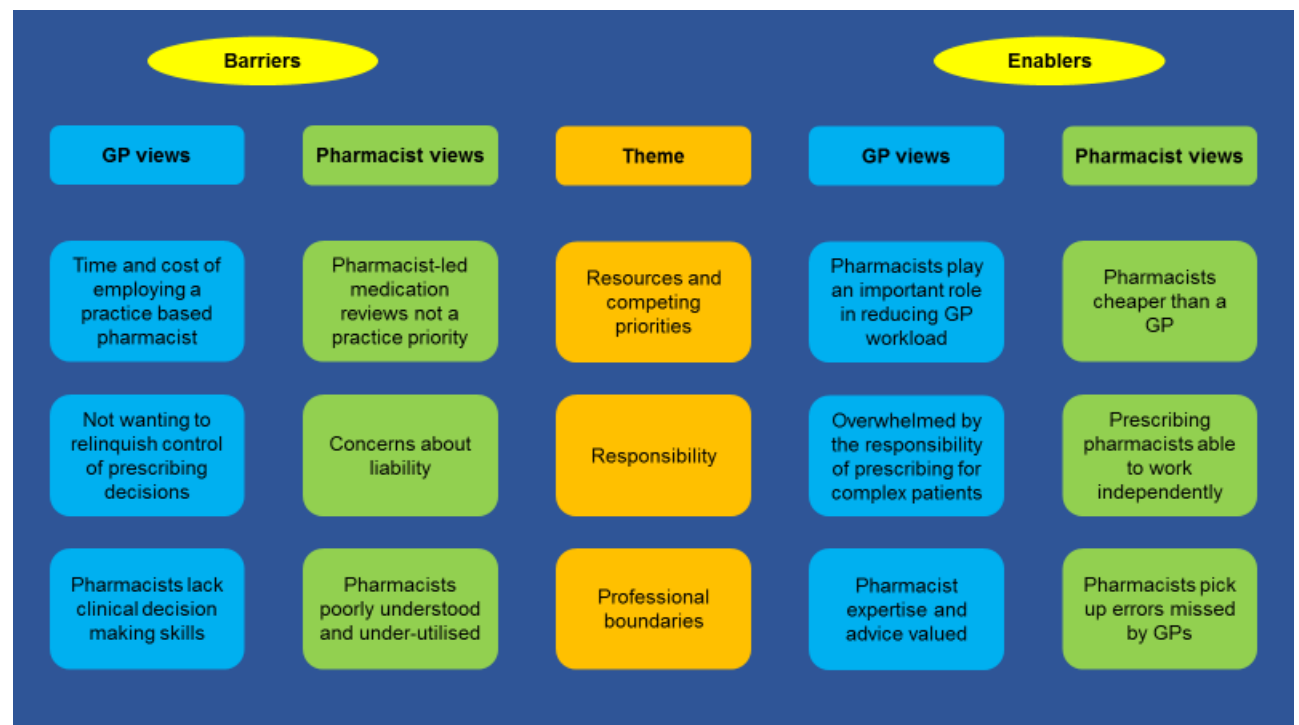 Barriers
Enablers
GP views
Pharmacist views
Theme
GP views
Pharmacist views
Time and cost of
employing a
practice based
pharmacist
Pharmacist-led
medication
reviews not a
practice priority
Resources and
competing
priorities
Pharmacists play
an important role
in reducing GP
workload
Pharmacists
cheaper than a
GP
Not wanting to
relinquish control
of prescribing
decisions
Concerns about
liability
Responsibility
Overwhelmed by
the responsibility
of prescribing for
complex patients
Prescribing
pharmacists able
to work
independently
Pharmacists lack
clinical decision
making skills
Pharmacists
poorly understood
and under-utilised
Professional
boundaries
Pharmacist
expertise and
advice valued
Pharmacists pick
up errors missed
by GPs